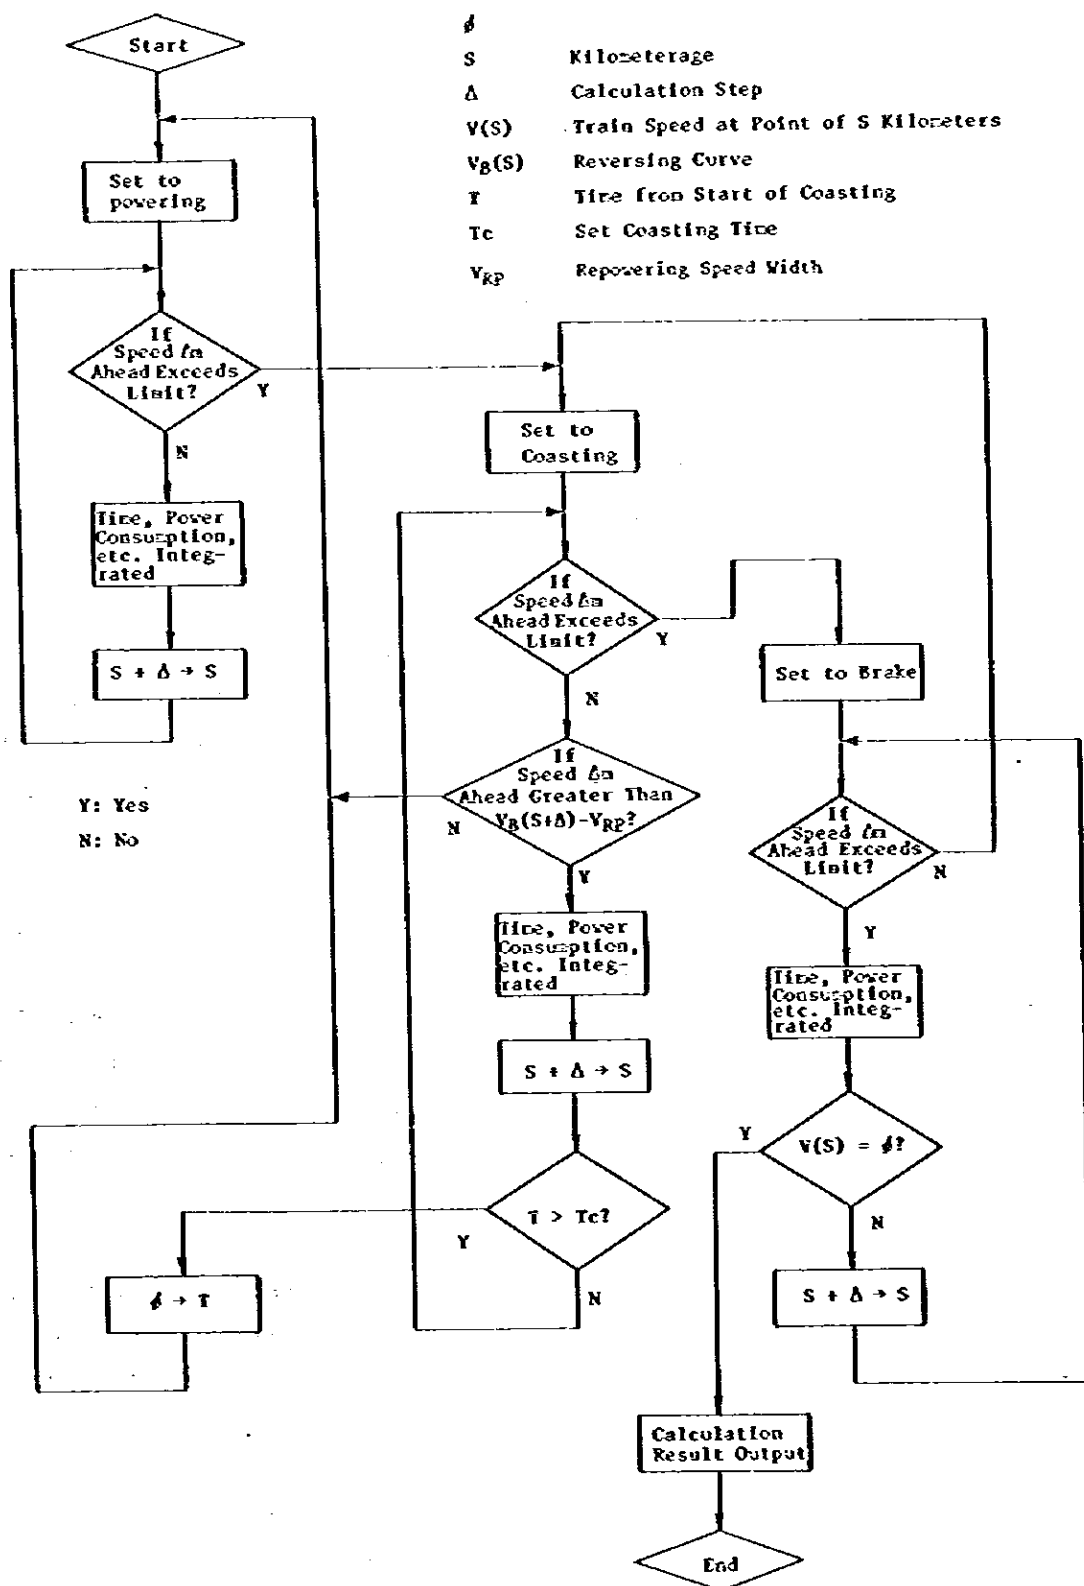 Start
ϕ
S Kilometerage
Δ Calculation Step
V(S) Train Speed at Point of S Kilometers
V_B(S) Reversing Curve
T Time from Start of Coasting
Tc Set Coasting Time
V_RP Repowering Speed Width
Set to
powering
If
Speed Δm
Ahead Exceeds
Limit?
Y
N
Time, Power
Consumption,
etc. Integ-
rated
S + Δ → S
Y: Yes
N: No
Set to
Coasting
If
Speed Δm
Ahead Exceeds
Limit?
Y
N
If
Speed Δm
Ahead Greater Than
V_B(S+Δ)-V_RP?
N
Y
Time, Power
Consumption,
etc. Integ-
rated
S + Δ → S
T > Tc?
Y
N
ϕ → T
Set to Brake
If
Speed Δm
Ahead Exceeds
Limit?
N
Y
Time, Power
Consumption,
etc. Integ-
rated
V(S) = ϕ?
Y
N
S + Δ → S
Calculation
Result Output
End